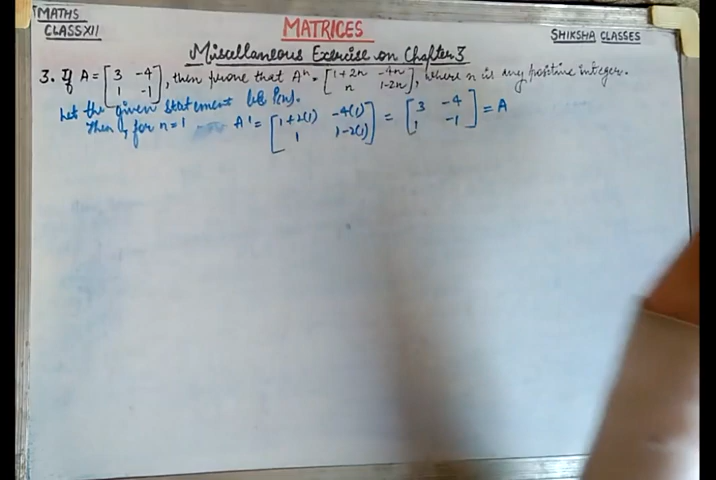 MATHS
CLASS XII
MATRICES
SHIKSHA CLASSES
Miscellaneous Exercise on Chapter 3
3. If A = [3 -4], then prove that Aⁿ = [1+2n -4n], where n is any positive integer.
[1 -1] [n 1-2n]
Let the given statement be P(n).
Then, for n=1 A¹ = [1+2(1) -4(1)] = [3 -4] = A
[1 1-2(1)] [1 -1]